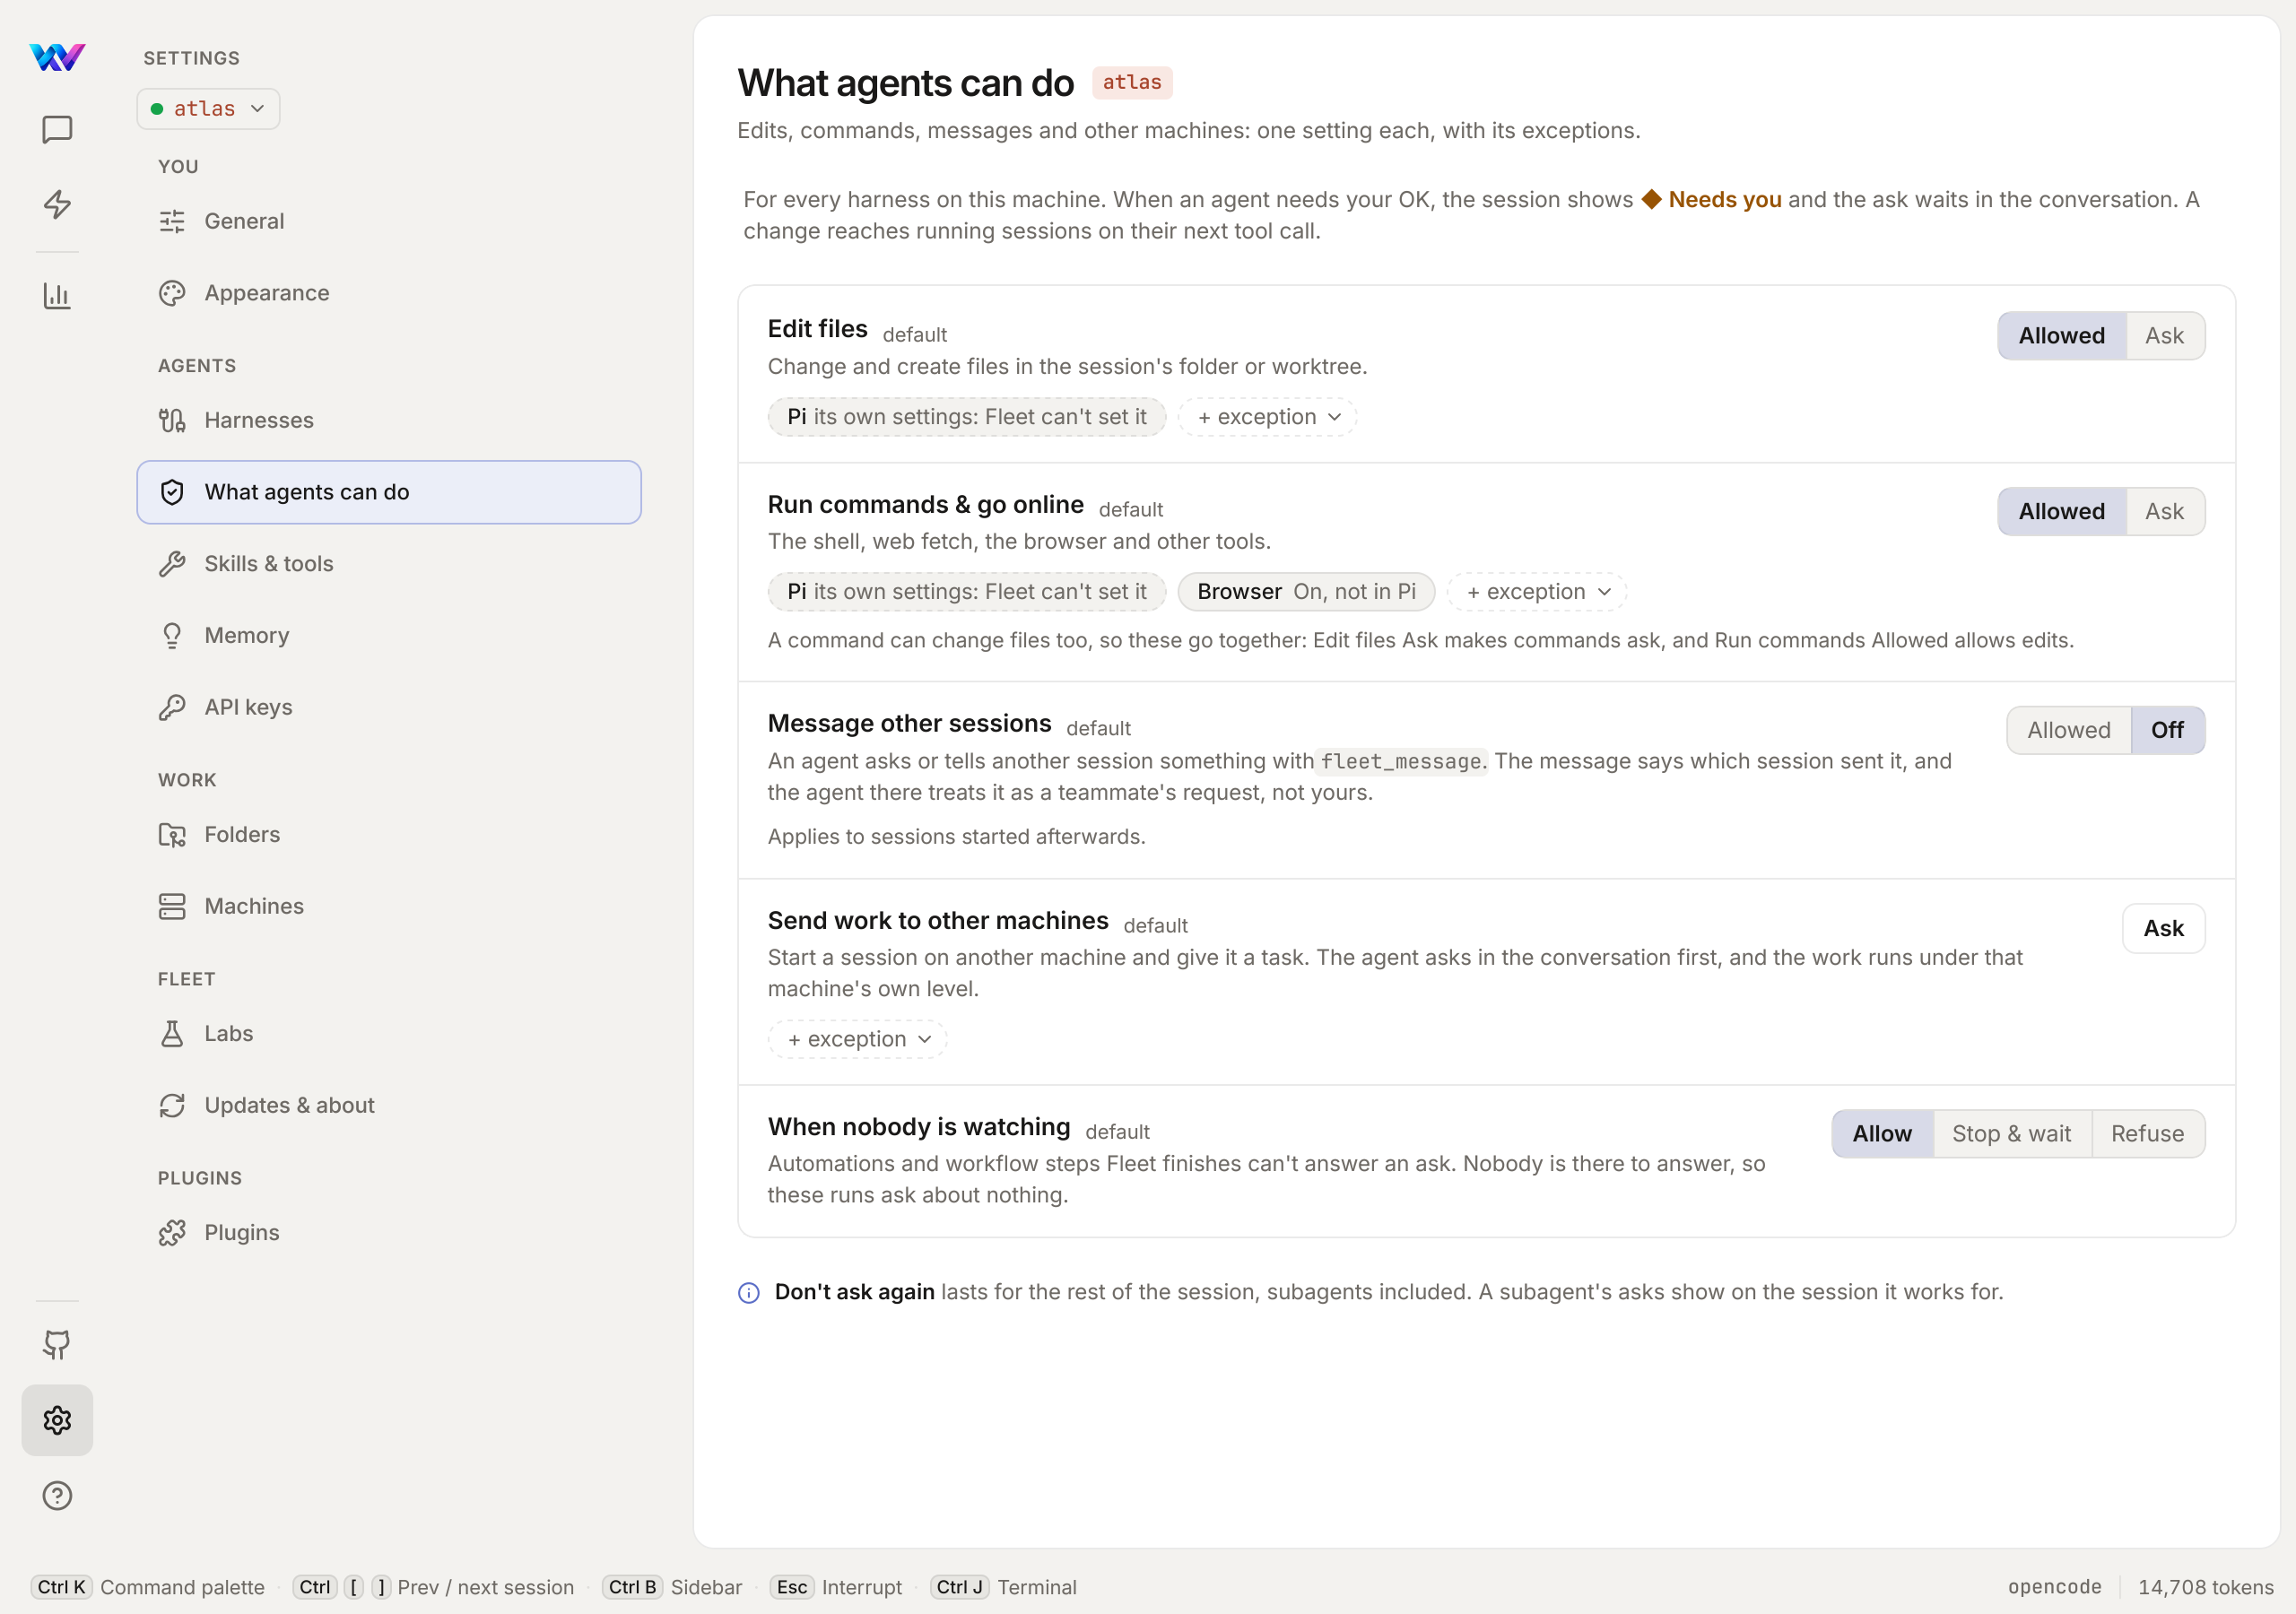 SETTINGS
atlas
YOU
General
Appearance
AGENTS
Harnesses
What agents can do
Skills & tools
Memory
API keys
WORK
Folders
Machines
FLEET
Labs
Updates & about
PLUGINS
Plugins
What agents can do atlas
Edits, commands, messages and other machines: one setting each, with its exceptions.
For every harness on this machine. When an agent needs your OK, the session shows ◆ Needs you and the ask waits in the conversation. A
change reaches running sessions on their next tool call.
Edit files default
Allowed Ask
Change and create files in the session's folder or worktree.
Pi its own settings: Fleet can't set it + exception
Run commands & go online default
Allowed Ask
The shell, web fetch, the browser and other tools.
Pi its own settings: Fleet can't set it Browser On, not in Pi + exception
A command can change files too, so these go together: Edit files Ask makes commands ask, and Run commands Allowed allows edits.
Message other sessions default
Allowed Off
An agent asks or tells another session something with fleet_message. The message says which session sent it, and
the agent there treats it as a teammate's request, not yours.
Applies to sessions started afterwards.
Send work to other machines default
Ask
Start a session on another machine and give it a task. The agent asks in the conversation first, and the work runs under that
machine's own level.
+ exception
When nobody is watching default
Allow Stop & wait Refuse
Automations and workflow steps Fleet finishes can't answer an ask. Nobody is there to answer, so
these runs ask about nothing.
Don't ask again lasts for the rest of the session, subagents included. A subagent's asks show on the session it works for.
Ctrl K Command palette · Ctrl [ ] Prev / next session · Ctrl B Sidebar · Esc Interrupt · Ctrl J Terminal
opencode 14,708 tokens